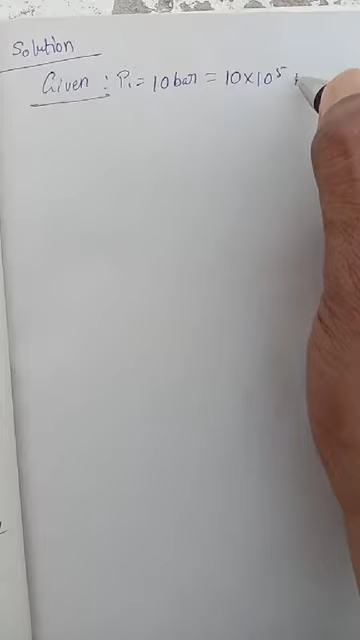 Solution
Given : P₁ = 10 bar = 10×10⁵